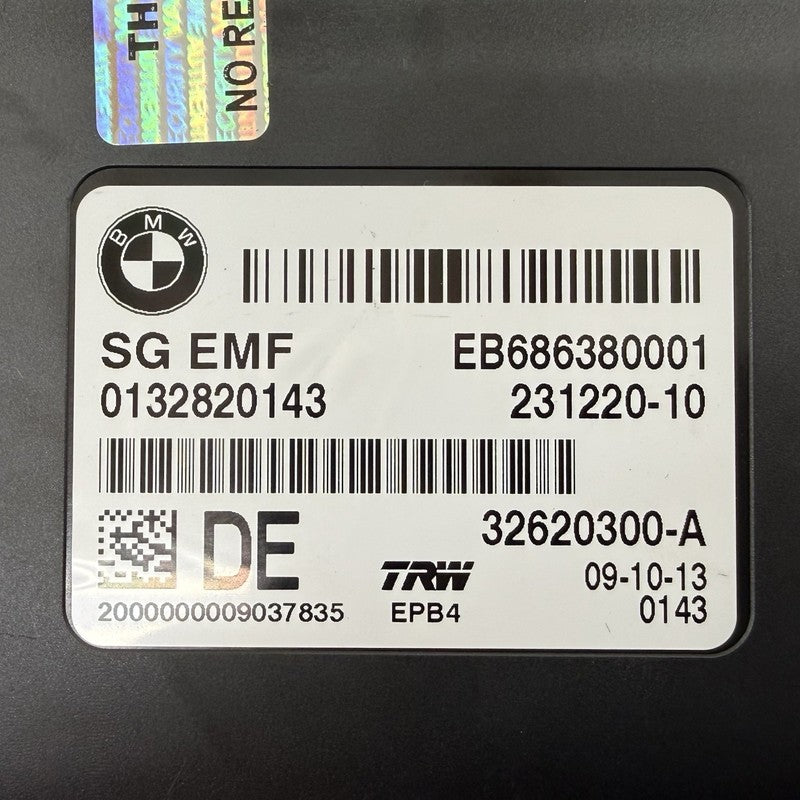 TH
NO RE
BMW
SG EMF EB686380001
0132820143 231220-10
DE 32620300-A
TRW 09-10-13
2000000009037835 EPB4 0143